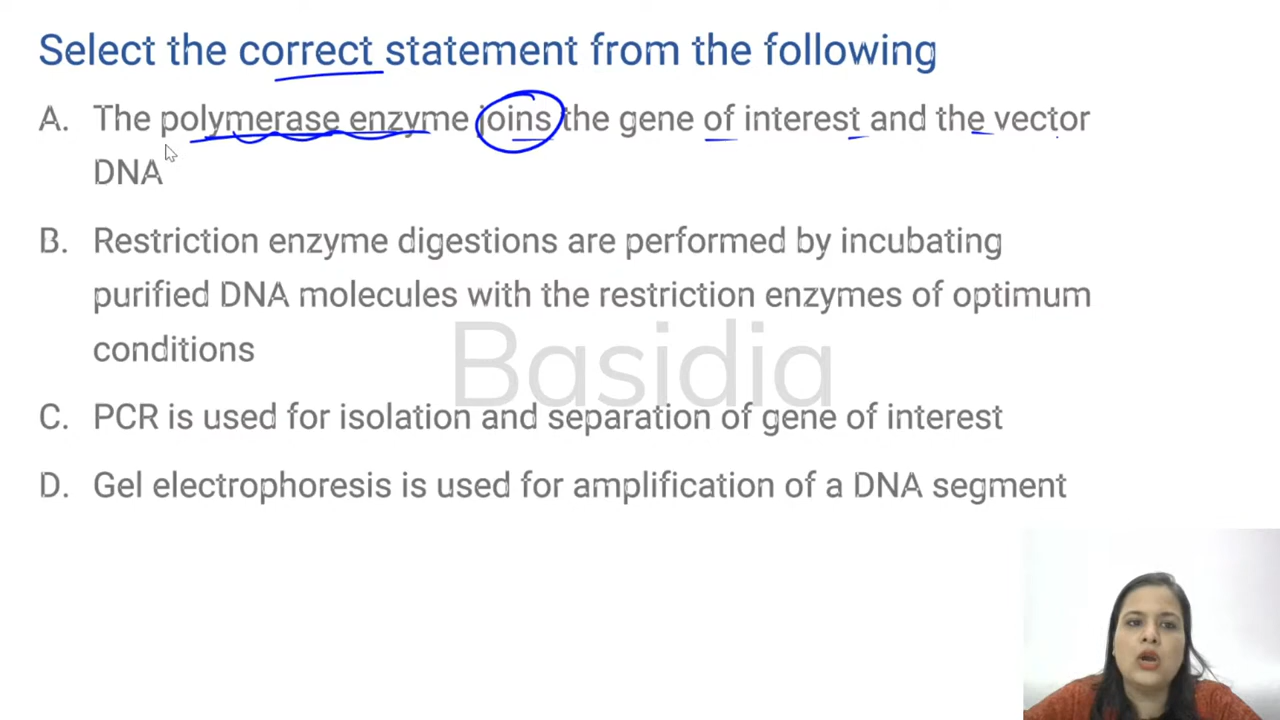 Select the correct statement from the following
A. The polymerase enzyme joins the gene of interest and the vector
DNA
B. Restriction enzyme digestions are performed by incubating
purified DNA molecules with the restriction enzymes of optimum
conditions
Basidia
C. PCR is used for isolation and separation of gene of interest
D. Gel electrophoresis is used for amplification of a DNA segment